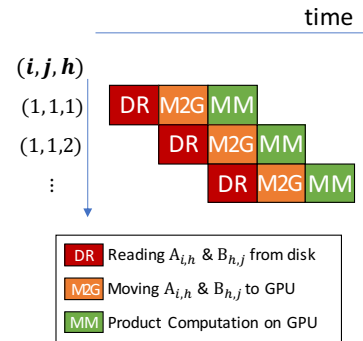 time
(i, j, h)
(1,1,1) DR M2G MM
(1,1,2) DR M2G MM
⋮ DR M2G MM
DR Reading A_{i,h} & B_{h,j} from disk
M2G Moving A_{i,h} & B_{h,j} to GPU
MM Product Computation on GPU